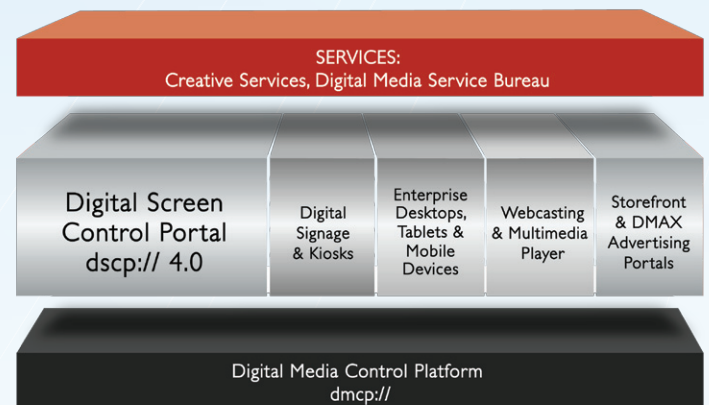 SERVICES:
Creative Services, Digital Media Service Bureau
Digital Screen
Control Portal
dscp:// 4.0
Digital
Signage
& Kiosks
Enterprise
Desktops,
Tablets &
Mobile
Devices
Webcasting
& Multimedia
Player
Storefront
& DMAX
Advertising
Portals
Digital Media Control Platform
dmcp://